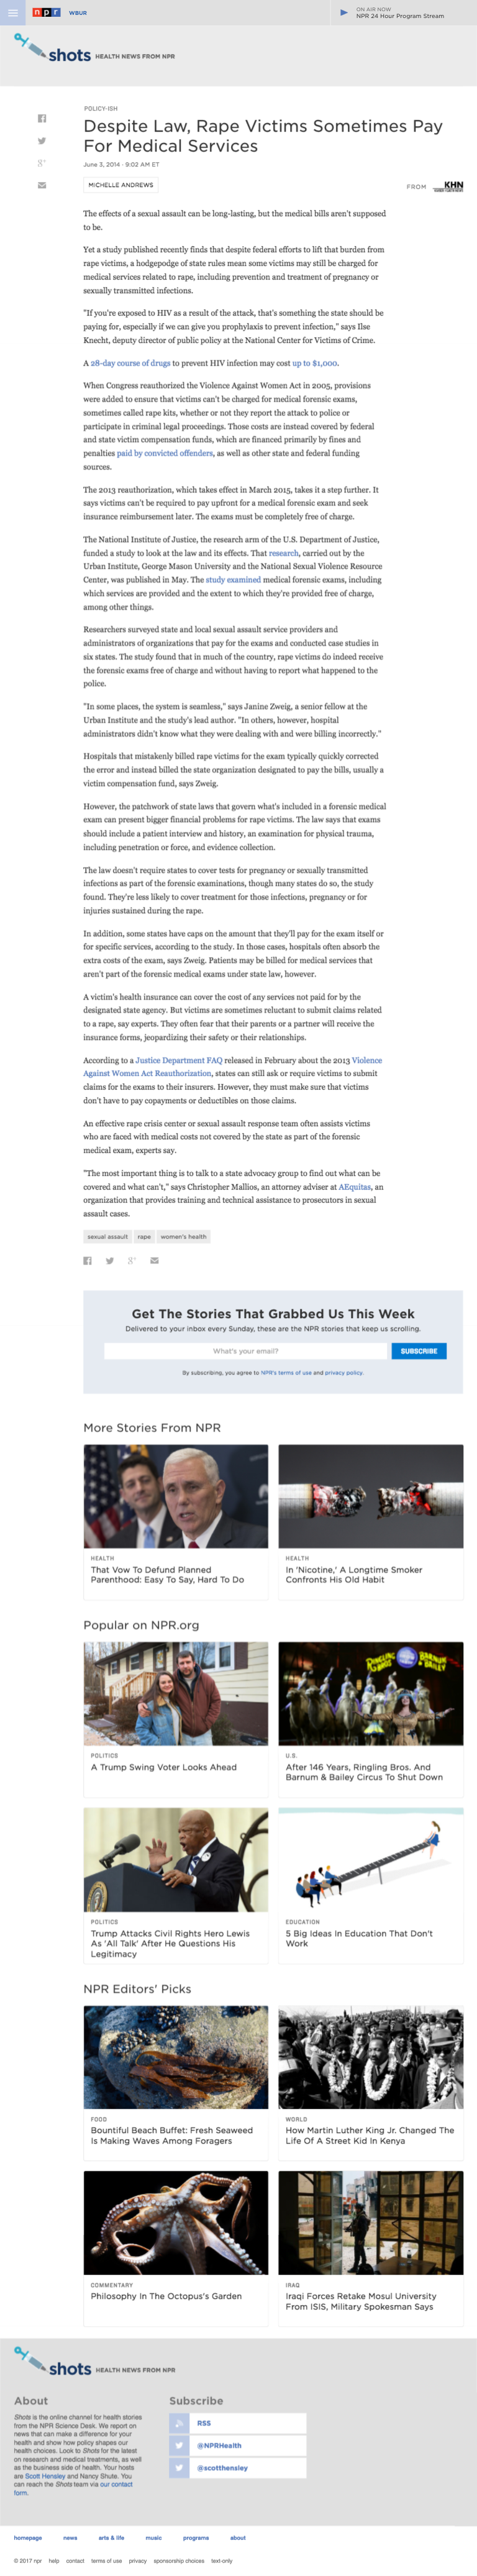 npr
WBUR
ON AIR NOW
NPR 24 Hour Program Stream
shots HEALTH NEWS FROM NPR
POLICY-ISH
Despite Law, Rape Victims Sometimes Pay
For Medical Services
June 3, 2014 · 9:02 AM ET
MICHELLE ANDREWS
FROM KHN
The effects of a sexual assault can be long-lasting, but the medical bills aren't supposed
to be.
Yet a study published recently finds that despite federal efforts to lift that burden from
rape victims, a hodgepodge of state rules mean some victims may still be charged for
medical services related to rape, including prevention and treatment of pregnancy or
sexually transmitted infections.
"If you're exposed to HIV as a result of the attack, that's something the state should be
paying for, especially if we can give you prophylaxis to prevent infection," says Ilse
Knecht, deputy director of public policy at the National Center for Victims of Crime.
A 28-day course of drugs to prevent HIV infection may cost up to $1,000.
When Congress reauthorized the Violence Against Women Act in 2005, provisions
were added to ensure that victims can't be charged for medical forensic exams,
sometimes called rape kits, whether or not they report the attack to police or
participate in criminal legal proceedings. Those costs are instead covered by federal
and state victim compensation funds, which are financed primarily by fines and
penalties paid by convicted offenders, as well as other state and federal funding
sources.
The 2013 reauthorization, which takes effect in March 2015, takes it a step further. It
says victims can't be required to pay upfront for a medical forensic exam and seek
insurance reimbursement later. The exams must be completely free of charge.
The National Institute of Justice, the research arm of the U.S. Department of Justice,
funded a study to look at the law and its effects. That research, carried out by the
Urban Institute, George Mason University and the National Sexual Violence Resource
Center, was published in May. The study examined medical forensic exams, including
which services are provided and the extent to which they're provided free of charge,
among other things.
Researchers surveyed state and local sexual assault service providers and
administrators of organizations that pay for the exams and conducted case studies in
six states. The study found that in much of the country, rape victims do indeed receive
the forensic exams free of charge and without having to report what happened to the
police.
"In some places, the system is seamless," says Janine Zweig, a senior fellow at the
Urban Institute and the study's lead author. "In others, however, hospital
administrators didn't know what they were dealing with and were billing incorrectly."
Hospitals that mistakenly billed rape victims for the exam typically quickly corrected
the error and instead billed the state organization designated to pay the bills, usually a
victim compensation fund, says Zweig.
However, the patchwork of state laws that govern what's included in a forensic medical
exam can present bigger financial problems for rape victims. The law says that exams
should include a patient interview and history, an examination for physical trauma,
including penetration or force, and evidence collection.
The law doesn't require states to cover tests for pregnancy or sexually transmitted
infections as part of the forensic examinations, though many states do so, the study
found. They're less likely to cover treatment for those infections, pregnancy or for
injuries sustained during the rape.
In addition, some states have caps on the amount that they'll pay for the exam itself or
for specific services, according to the study. In those cases, hospitals often absorb the
extra costs of the exam, says Zweig. Patients may be billed for medical services that
aren't part of the forensic medical exams under state law, however.
A victim's health insurance can cover the cost of any services not paid for by the
designated state agency. But victims are sometimes reluctant to submit claims related
to a rape, say experts. They often fear that their parents or a partner will receive the
insurance forms, jeopardizing their safety or their relationships.
According to a Justice Department FAQ released in February about the 2013 Violence
Against Women Act Reauthorization, states can still ask or require victims to submit
claims for the exams to their insurers. However, they must make sure that victims
don't have to pay copayments or deductibles on those claims.
An effective rape crisis center or sexual assault response team often assists victims
who are faced with medical costs not covered by the state as part of the forensic
medical exam, experts say.
"The most important thing is to talk to a state advocacy group to find out what can be
covered and what can't," says Christopher Mallios, an attorney adviser at AEquitas, an
organization that provides training and technical assistance to prosecutors in sexual
assault cases.
sexual assault rape women's health
Get The Stories That Grabbed Us This Week
Delivered to your inbox every Sunday, these are the NPR stories that keep us scrolling.
What's your email? SUBSCRIBE
By subscribing, you agree to NPR's terms of use and privacy policy.
More Stories From NPR
HEALTH
That Vow To Defund Planned
Parenthood: Easy To Say, Hard To Do
HEALTH
In 'Nicotine,' A Longtime Smoker
Confronts His Old Habit
Popular on NPR.org
RINGLING BROS. BARNUM & BAILEY
POLITICS
A Trump Swing Voter Looks Ahead
U.S.
After 146 Years, Ringling Bros. And
Barnum & Bailey Circus To Shut Down
POLITICS
Trump Attacks Civil Rights Hero Lewis
As 'All Talk' After He Questions His
Legitimacy
EDUCATION
5 Big Ideas In Education That Don't
Work
NPR Editors' Picks
FOOD
Bountiful Beach Buffet: Fresh Seaweed
Is Making Waves Among Foragers
WORLD
How Martin Luther King Jr. Changed The
Life Of A Street Kid In Kenya
COMMENTARY
Philosophy In The Octopus's Garden
IRAQ
Iraqi Forces Retake Mosul University
From ISIS, Military Spokesman Says
shots HEALTH NEWS FROM NPR
About
Shots is the online channel for health stories
from the NPR Science Desk. We report on
news that can make a difference for your
health and show how policy shapes our
health choices. Look to Shots for the latest
on research and medical treatments, as well
as the business side of health. Your hosts
are Scott Hensley and Nancy Shute. You
can reach the Shots team via our contact
form.
Subscribe
RSS
@NPRHealth
@scotthensley
homepage news arts & life music programs about
© 2017 npr help contact terms of use privacy sponsorship choices text-only